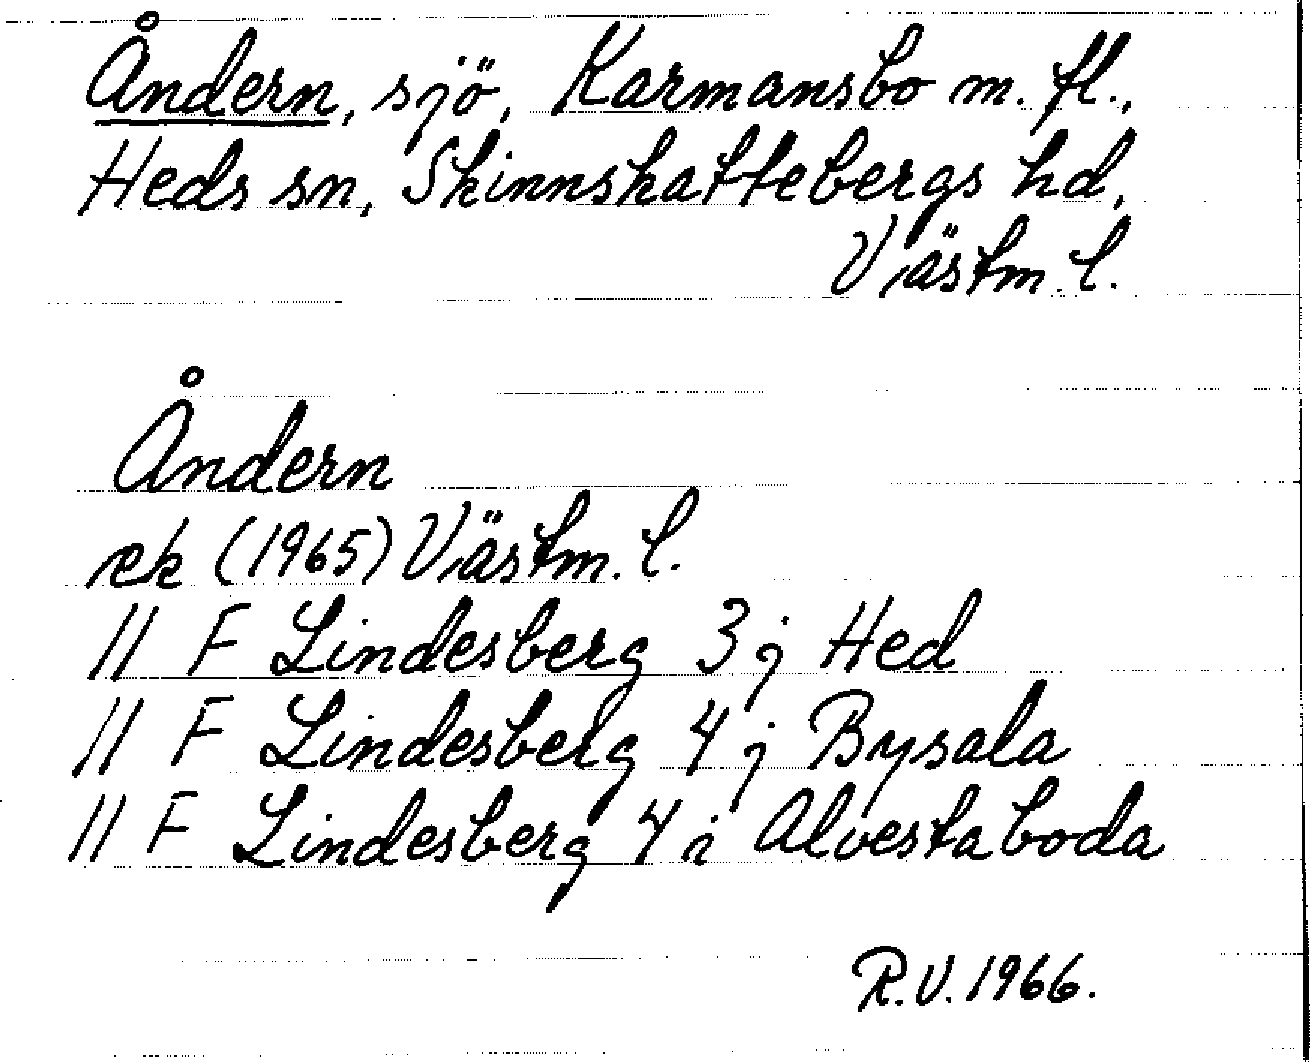 Åndern, sjö, Karmansbo m. fl.,
Heds sn, Skinnskattebergs hd,
Västm. l.
Åndern
rek (1965) Västm. l.
11 F Lindesberg 3 j Hed
11 F Lindesberg 4 j Bysala
11 F Lindesberg 4 i Alvestaboda
R.V. 1966.